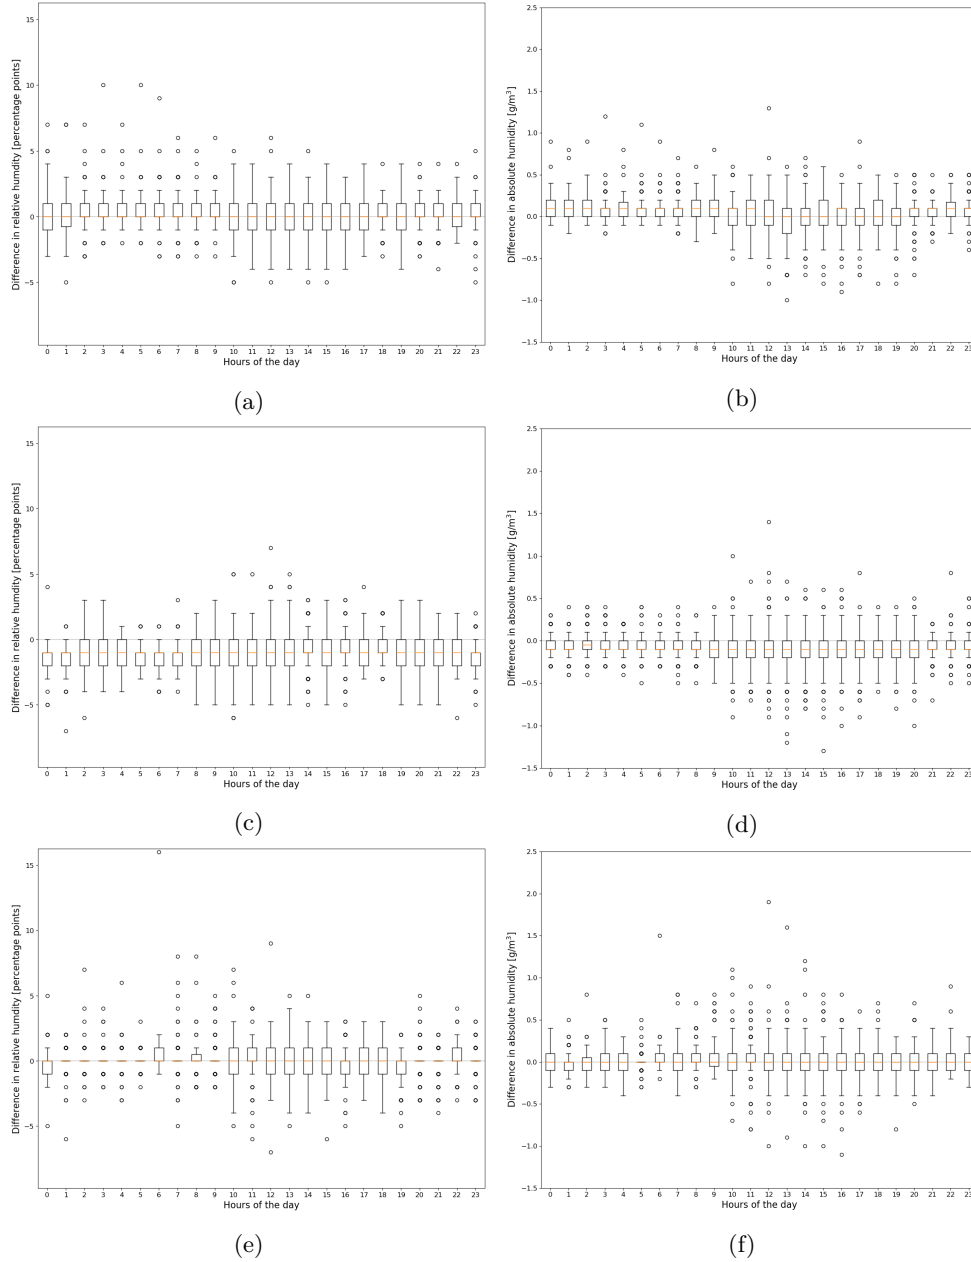 Difference in relative humdity [percentage points]
15
10
5
0
−5
0 1 2 3 4 5 6 7 8 9 10 11 12 13 14 15 16 17 18 19 20 21 22 23
Hours of the day
(a)
Difference in absolute humidity [g/m³]
2.5
2.0
1.5
1.0
0.5
0.0
−0.5
−1.0
−1.5
0 1 2 3 4 5 6 7 8 9 10 11 12 13 14 15 16 17 18 19 20 21 22 23
Hours of the day
(b)
Difference in relative humdity [percentage points]
15
10
5
0
−5
0 1 2 3 4 5 6 7 8 9 10 11 12 13 14 15 16 17 18 19 20 21 22 23
Hours of the day
(c)
Difference in absolute humidity [g/m³]
2.5
2.0
1.5
1.0
0.5
0.0
−0.5
−1.0
−1.5
0 1 2 3 4 5 6 7 8 9 10 11 12 13 14 15 16 17 18 19 20 21 22 23
Hours of the day
(d)
Difference in relative humdity [percentage points]
15
10
5
0
−5
0 1 2 3 4 5 6 7 8 9 10 11 12 13 14 15 16 17 18 19 20 21 22 23
Hours of the day
(e)
Difference in absolute humidity [g/m³]
2.5
2.0
1.5
1.0
0.5
0.0
−0.5
−1.0
−1.5
0 1 2 3 4 5 6 7 8 9 10 11 12 13 14 15 16 17 18 19 20 21 22 23
Hours of the day
(f)